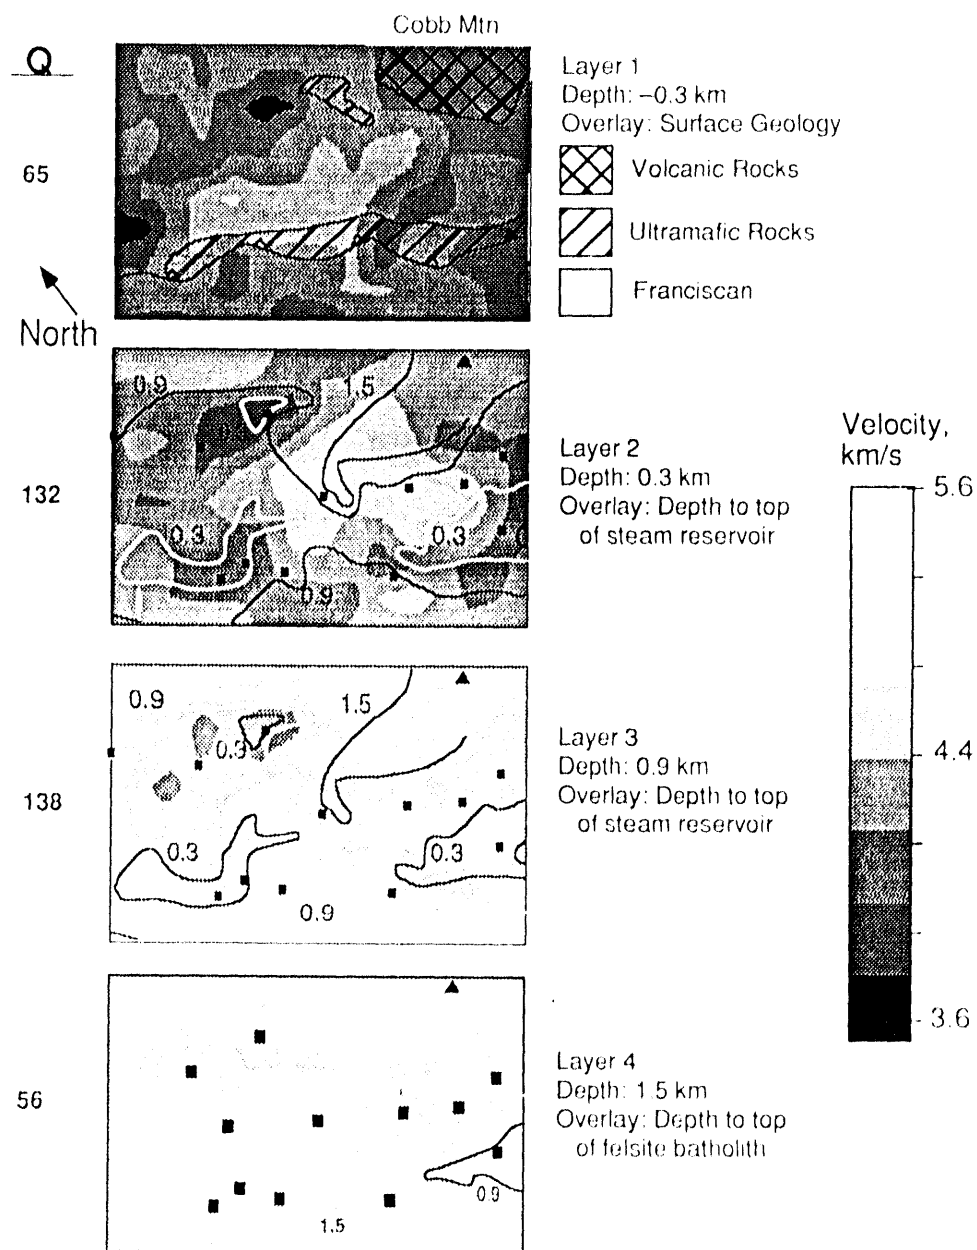 Cobb Mtn
Q
Layer 1
Depth: -0.3 km
Overlay: Surface Geology
65
Volcanic Rocks
Ultramafic Rocks
Franciscan
North
0.9
1.5
0.3
0.3
0.9
132
Layer 2
Depth: 0.3 km
Overlay: Depth to top
of steam reservoir
Velocity,
km/s
5.6
4.4
3.6
0.9
1.5
0.3
0.3
0.3
0.9
138
Layer 3
Depth: 0.9 km
Overlay: Depth to top
of steam reservoir
56
Layer 4
Depth: 1.5 km
Overlay: Depth to top
of felsite batholith
0.9
1.5